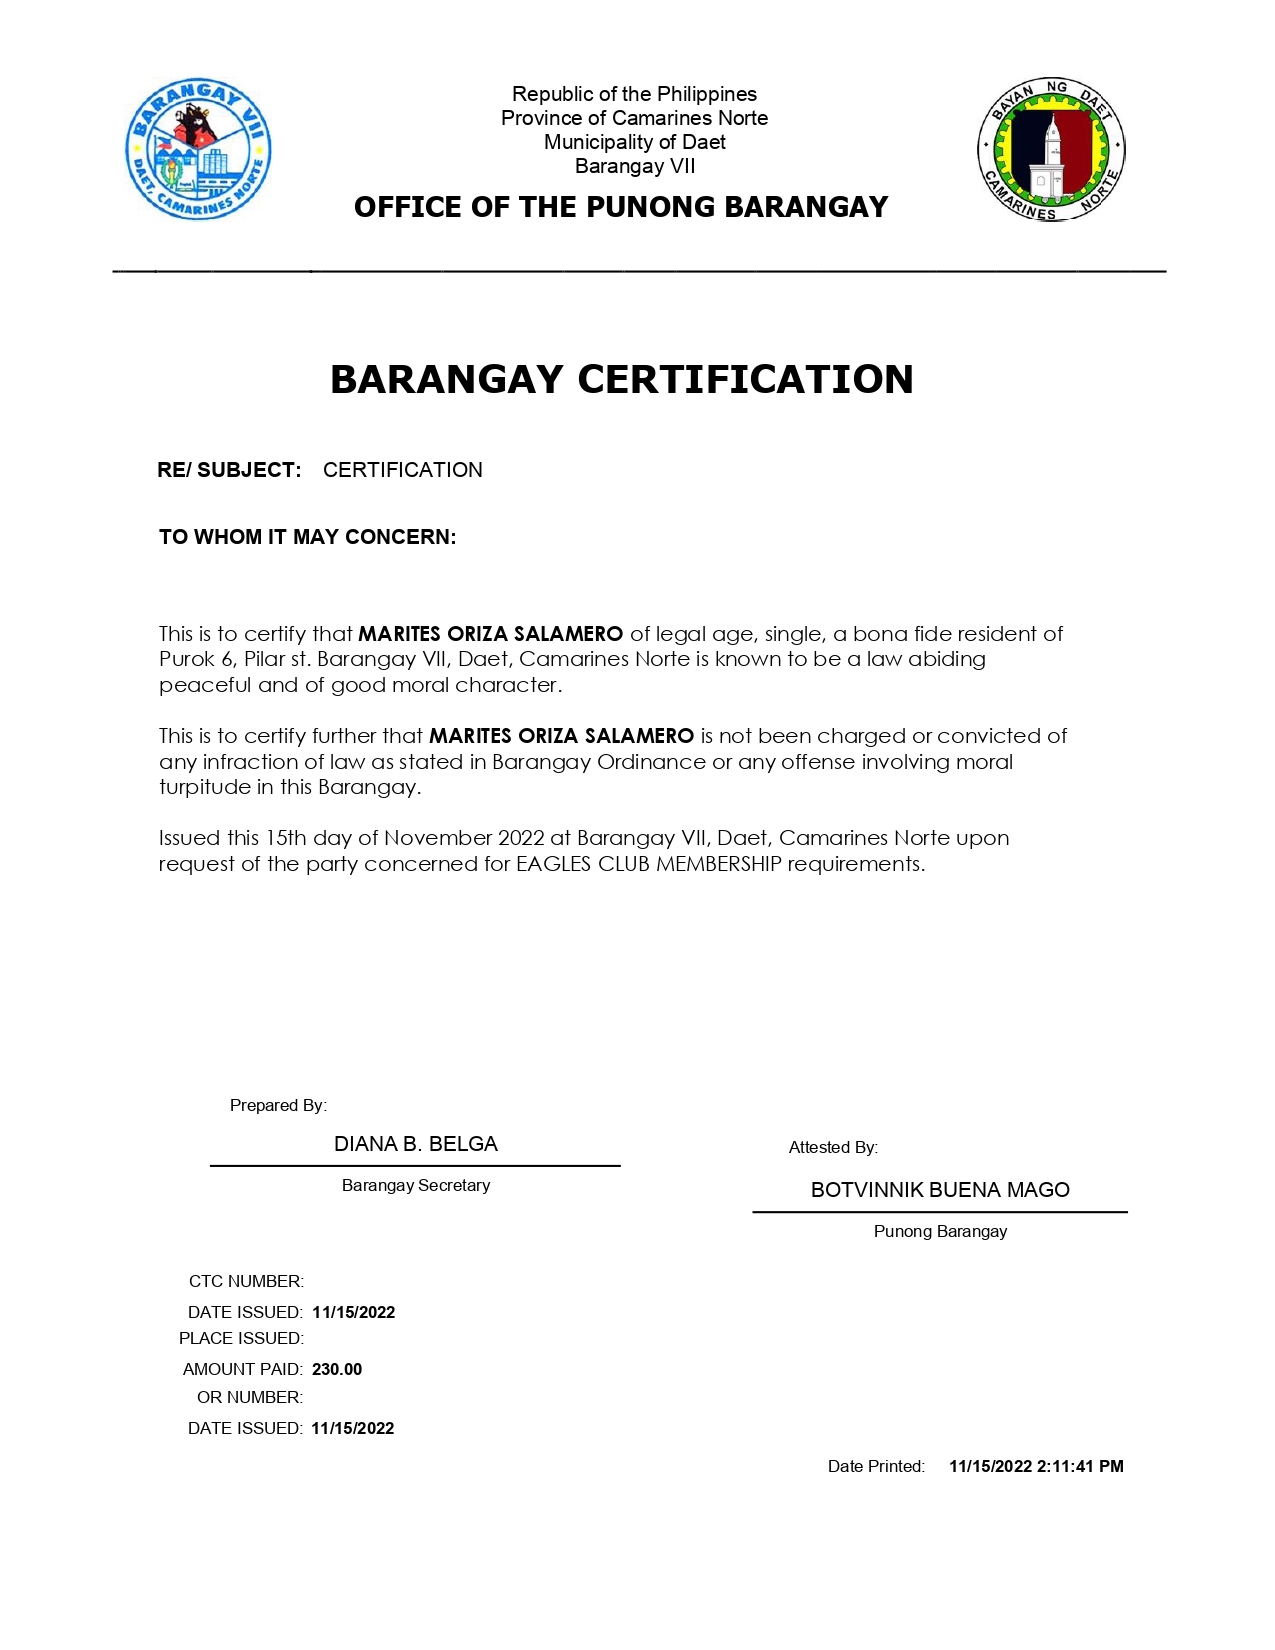 BARANGAY VII
DAET, CAMARINES NORTE
Republic of the Philippines
Province of Camarines Norte
Municipality of Daet
Barangay VII
OFFICE OF THE PUNONG BARANGAY
BAYAN NG DAET
CAMARINES NORTE
BARANGAY CERTIFICATION
RE/ SUBJECT: CERTIFICATION
TO WHOM IT MAY CONCERN:
This is to certify that MARITES ORIZA SALAMERO of legal age, single, a bona fide resident of
Purok 6, Pilar st. Barangay VII, Daet, Camarines Norte is known to be a law abiding
peaceful and of good moral character.
This is to certify further that MARITES ORIZA SALAMERO is not been charged or convicted of
any infraction of law as stated in Barangay Ordinance or any offense involving moral
turpitude in this Barangay.
Issued this 15th day of November 2022 at Barangay VII, Daet, Camarines Norte upon
request of the party concerned for EAGLES CLUB MEMBERSHIP requirements.
Prepared By:
DIANA B. BELGA
Barangay Secretary
Attested By:
BOTVINNIK BUENA MAGO
Punong Barangay
CTC NUMBER:
DATE ISSUED: 11/15/2022
PLACE ISSUED:
AMOUNT PAID: 230.00
OR NUMBER:
DATE ISSUED: 11/15/2022
Date Printed: 11/15/2022 2:11:41 PM